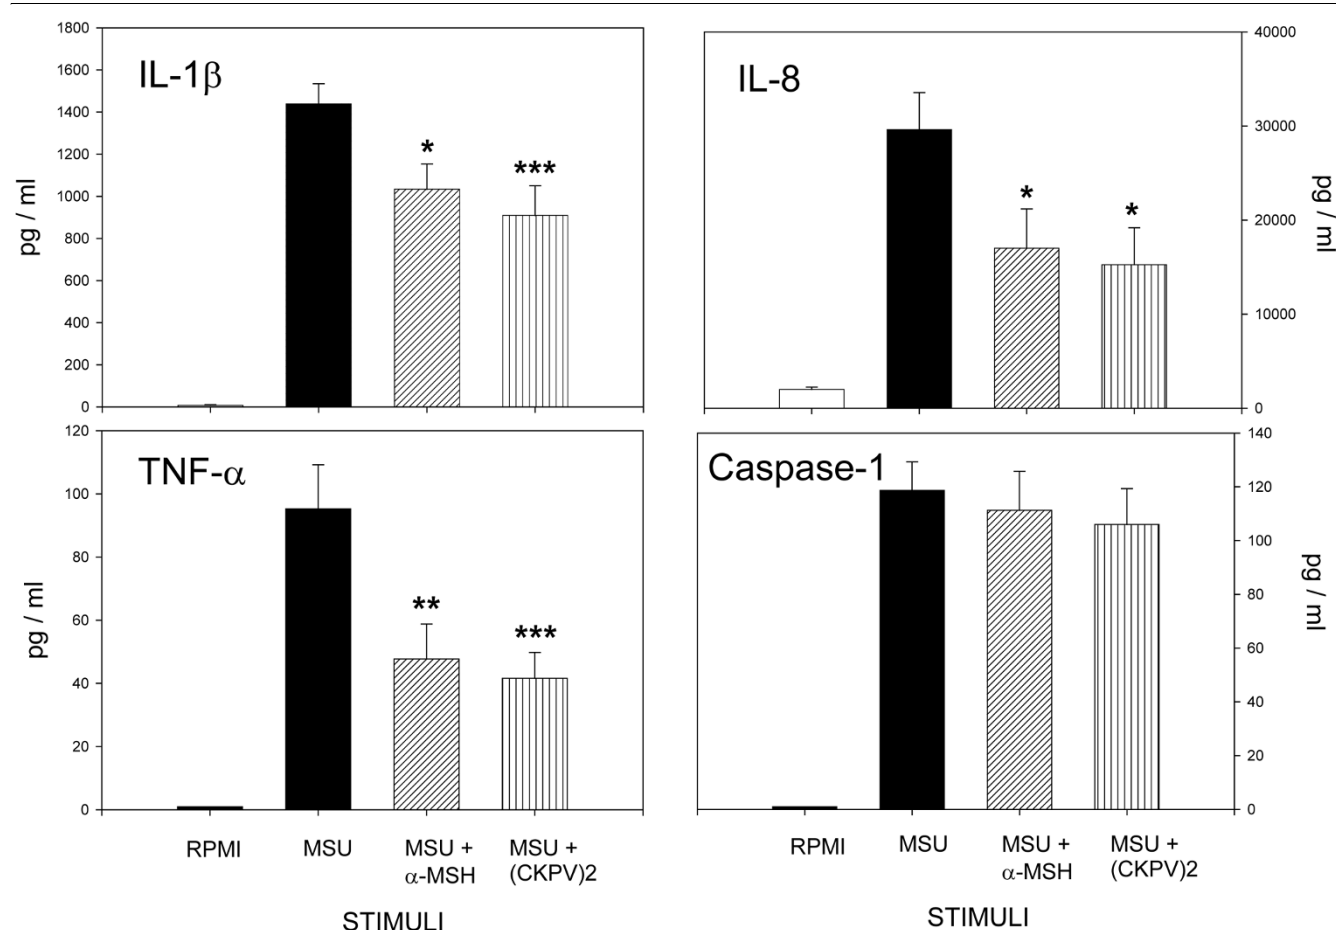 1800
1600
1400
1200
1000
800
600
400
200
0
pg / ml
IL-1β
*
***
40000
30000
20000
10000
0
pg / ml
IL-8
*
*
120
100
80
60
40
20
0
pg / ml
TNF-α
**
***
RPMI
MSU
MSU +
α-MSH
MSU +
(CKPV)2
STIMULI
140
120
100
80
60
40
20
0
pg / ml
Caspase-1
RPMI
MSU
MSU +
α-MSH
MSU +
(CKPV)2
STIMULI